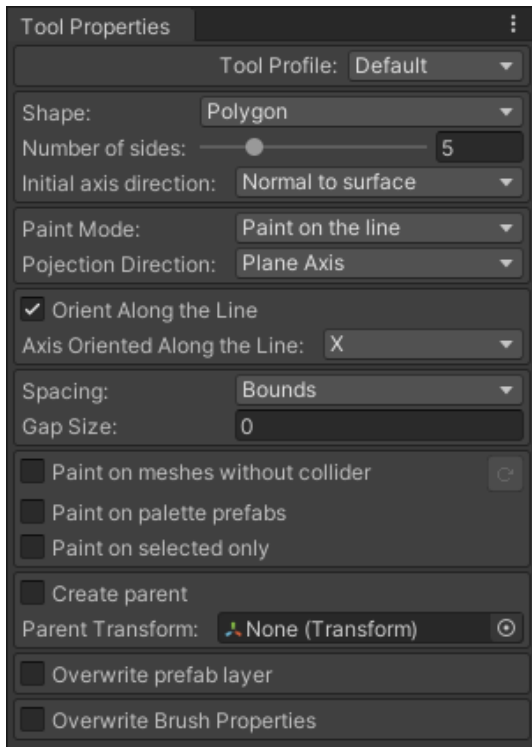 Tool Properties
Tool Profile: Default
Shape: Polygon
Number of sides: 5
Initial axis direction: Normal to surface
Paint Mode: Paint on the line
Pojection Direction: Plane Axis
Orient Along the Line
Axis Oriented Along the Line: X
Spacing: Bounds
Gap Size: 0
Paint on meshes without collider
Paint on palette prefabs
Paint on selected only
Create parent
Parent Transform: None (Transform)
Overwrite prefab layer
Overwrite Brush Properties